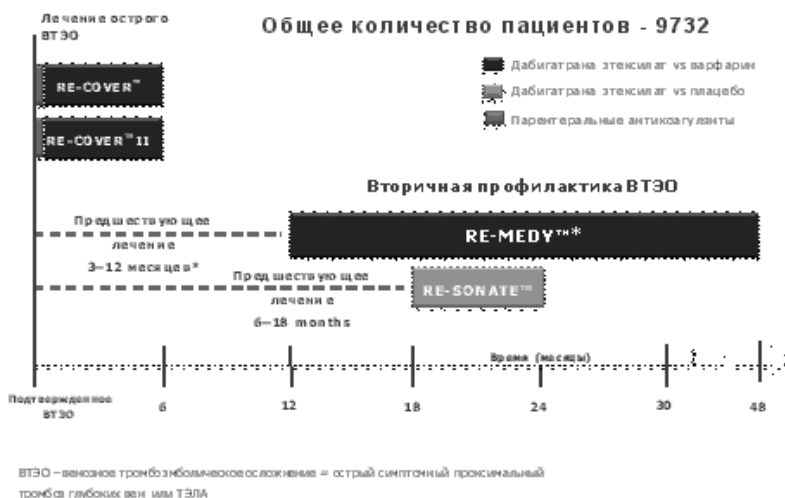 Лечение острого
ВТЭО
Общее количество пациентов - 9732
Дабигатрана этексилат vs варфарин
Дабигатрана этексилат vs плацебо
Парентеральные антикоагулянты
RE-COVER™
RE-COVER™II
Вторичная профилактика ВТЭО
Предшествующее
лечение
3–12 месяцев*
RE-MEDY™*
Предшествующее
лечение
6–18 months
RE-SONATE™
Время (месяцы)
Подтвержденное
ВТЭО
6
12
18
24
30
48
ВТЭО – венозное тромбоэмболическое осложнение = острый симптомный проксимальный
тромбоз глубоких вен или ТЭЛА